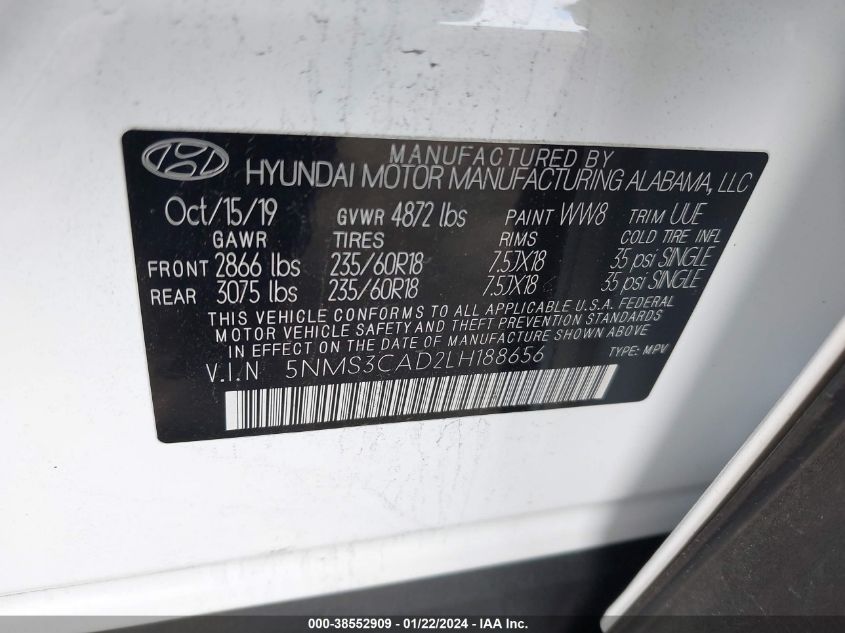 MANUFACTURED BY
HYUNDAI MOTOR MANUFACTURING ALABAMA, LLC
Oct/15/19 GVWR 4872 lbs PAINT WW8 TRIM UUE
GAWR TIRES RIMS COLD TIRE INFL
FRONT 2866 lbs 235/60R18 7.5JX18 35 psi SINGLE
REAR 3075 lbs 235/60R18 7.5JX18 35 psi SINGLE
THIS VEHICLE CONFORMS TO ALL APPLICABLE U.S.A. FEDERAL
MOTOR VEHICLE SAFETY AND THEFT PREVENTION STANDARDS
IN EFFECT ON THE DATE OF MANUFACTURE SHOWN ABOVE
V.I.N 5NMS3CAD2LH188656 TYPE: MPV
000-38552909 - 01/22/2024 - IAA Inc.